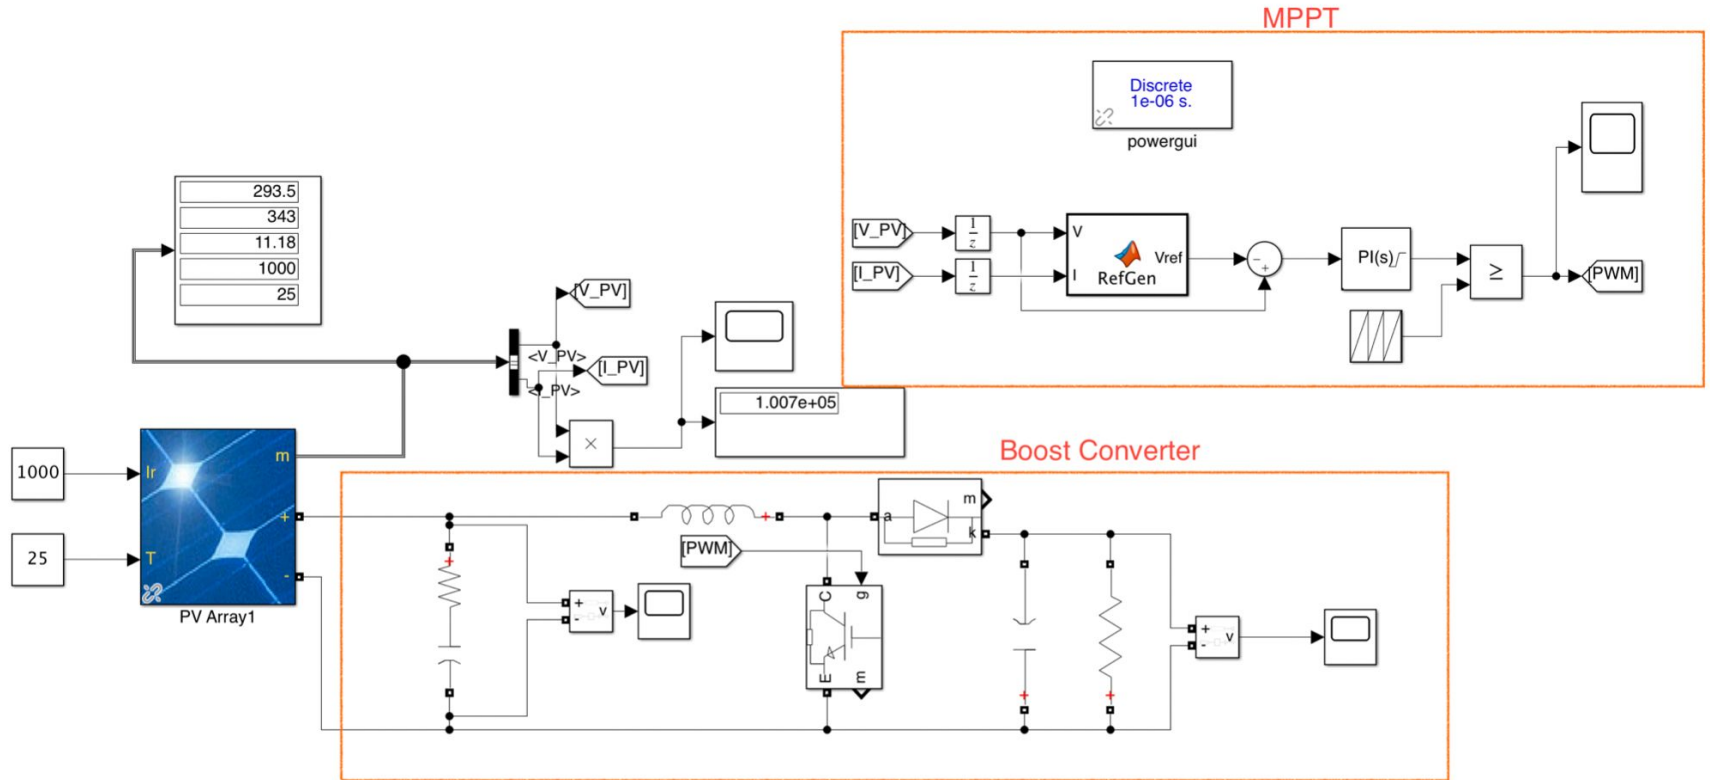 MPPT
Discrete
1e-06 s.
powergui
293.5
343
11.18
1000
25
[V_PV]
1
z
V
Vref
[I_PV]
1
z
I
RefGen
-
+
PI(s)
≥
[PWM]
[V_PV]
<V_PV>
[I_PV]
<I_PV>
×
1.007e+05
Boost Converter
1000
Ir
m
25
T
+
-
PV Array1
+
+
-
v
+
[PWM]
a
m
k
C
g
E
m
+
+
+
-
v